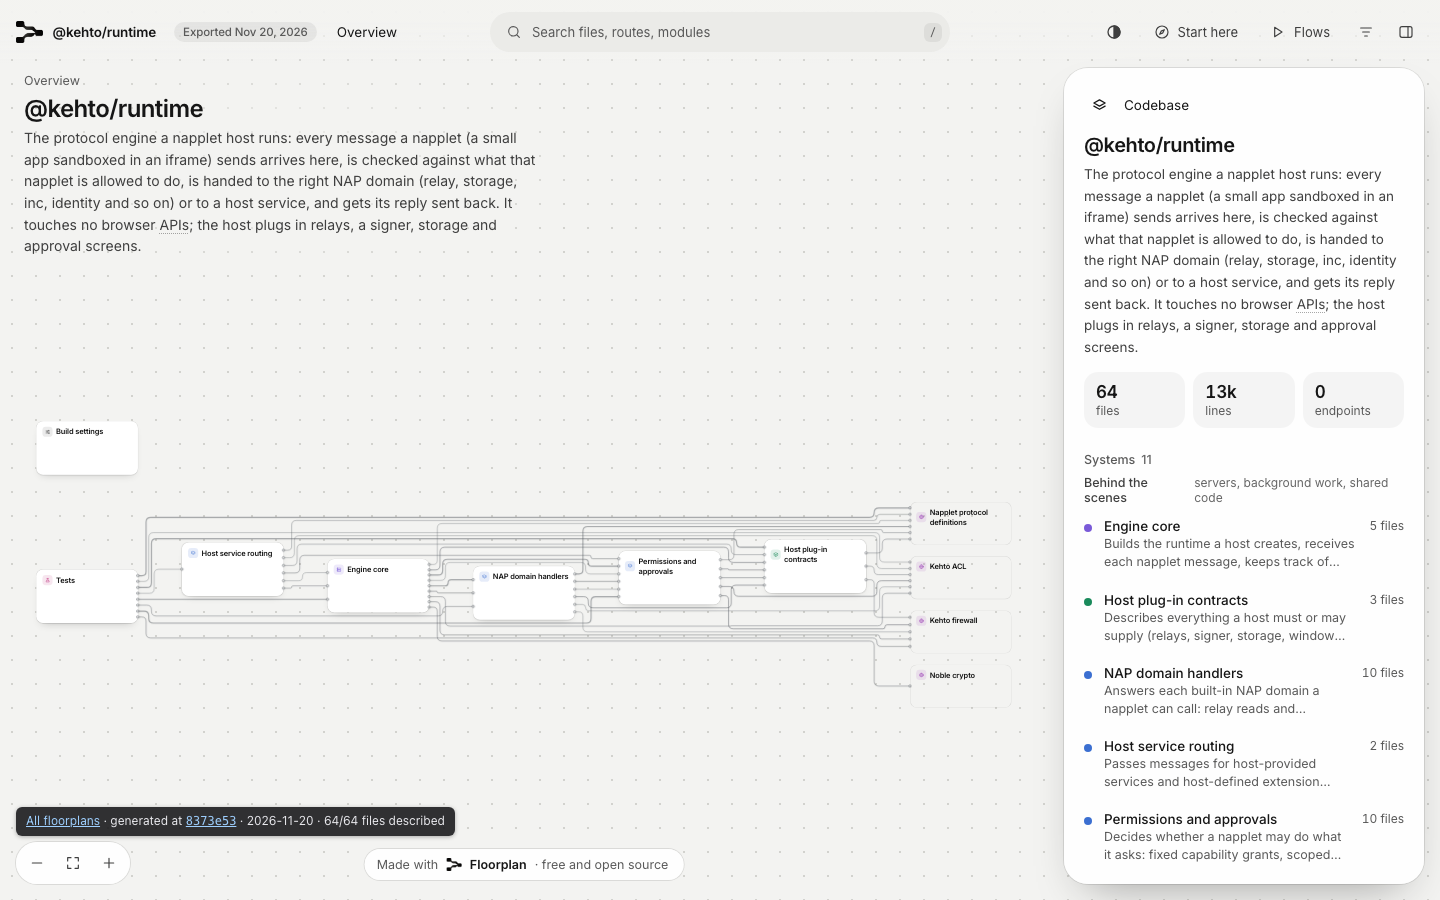 @kehto/runtime
Exported Nov 20, 2026
Overview
Search files, routes, modules
/
Start here
Flows
Overview
@kehto/runtime
The protocol engine a napplet host runs: every message a napplet (a small
app sandboxed in an iframe) sends arrives here, is checked against what that
napplet is allowed to do, is handed to the right NAP domain (relay, storage,
inc, identity and so on) or to a host service, and gets its reply sent back. It
touches no browser APIs; the host plugs in relays, a signer, storage and
approval screens.
Build settings
Tests
Host service routing
Engine core
NAP domain handlers
Permissions and
approvals
Host plug-in
contracts
Napplet protocol
definitions
Kehto ACL
Kehto firewall
Noble crypto
All floorplans · generated at 8373e53 · 2026-11-20 · 64/64 files described
Made with Floorplan · free and open source
Codebase
@kehto/runtime
The protocol engine a napplet host runs: every
message a napplet (a small app sandboxed in an
iframe) sends arrives here, is checked against
what that napplet is allowed to do, is handed to
the right NAP domain (relay, storage, inc, identity
and so on) or to a host service, and gets its reply
sent back. It touches no browser APIs; the host
plugs in relays, a signer, storage and approval
screens.
64
files
13k
lines
0
endpoints
Systems 11
Behind the
scenes
servers, background work, shared
code
Engine core
5 files
Builds the runtime a host creates, receives
each napplet message, keeps track of...
Host plug-in contracts
3 files
Describes everything a host must or may
supply (relays, signer, storage, window...
NAP domain handlers
10 files
Answers each built-in NAP domain a
napplet can call: relay reads and...
Host service routing
2 files
Passes messages for host-provided
services and host-defined extension...
Permissions and approvals
10 files
Decides whether a napplet may do what
it asks: fixed capability grants, scoped...